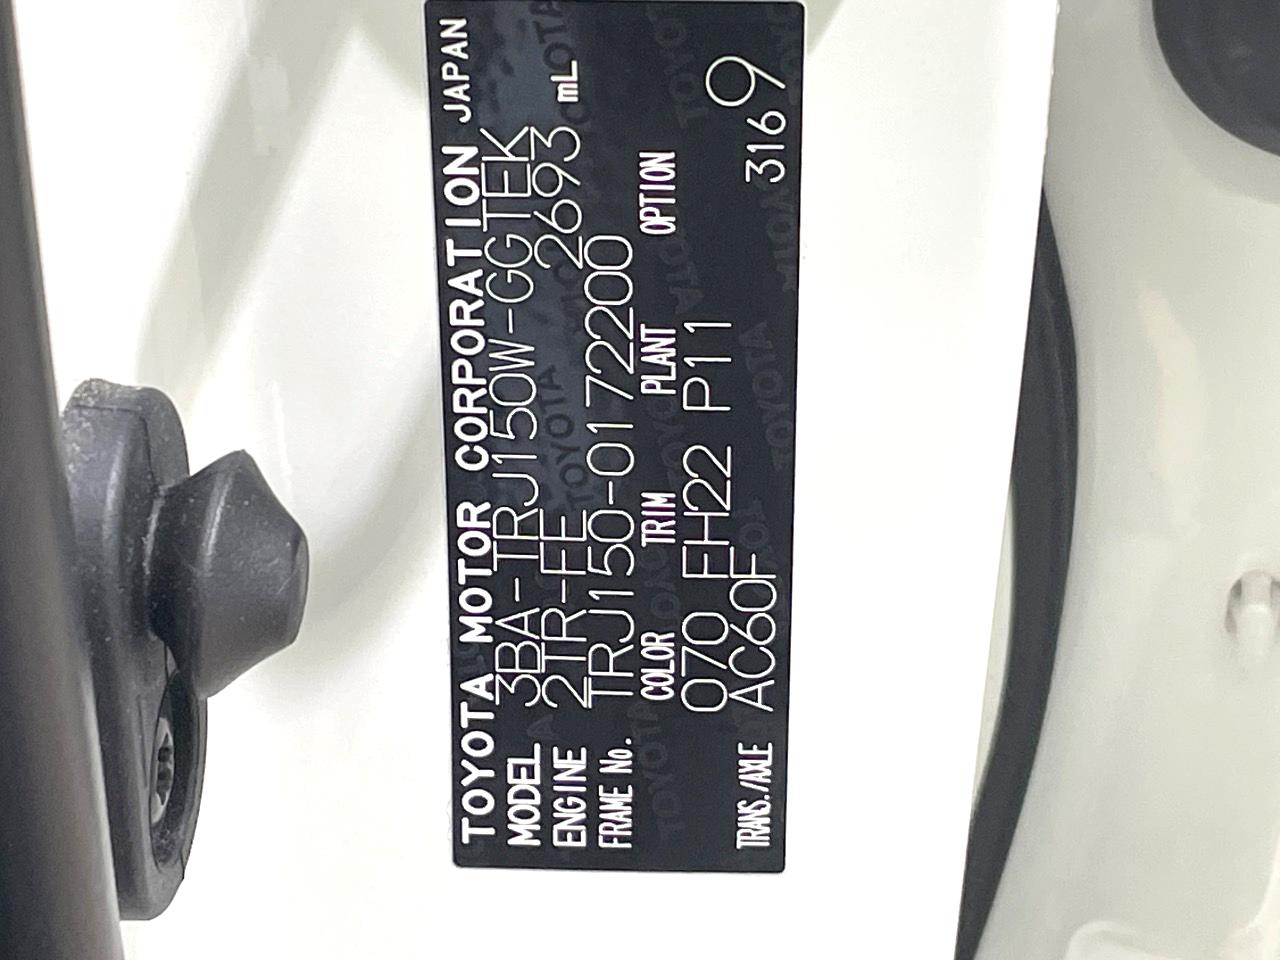 TOYOTA MOTOR CORPORATION JAPAN
MODEL 3BA-TRJ150W-GGTEK
ENGINE 2TR-FE 2693 mL
FRAME No. TRJ150-0172200
COLOR TRIM PLANT OPTION
070 FH22 P11
TRANS./AXLE AC60F 3169